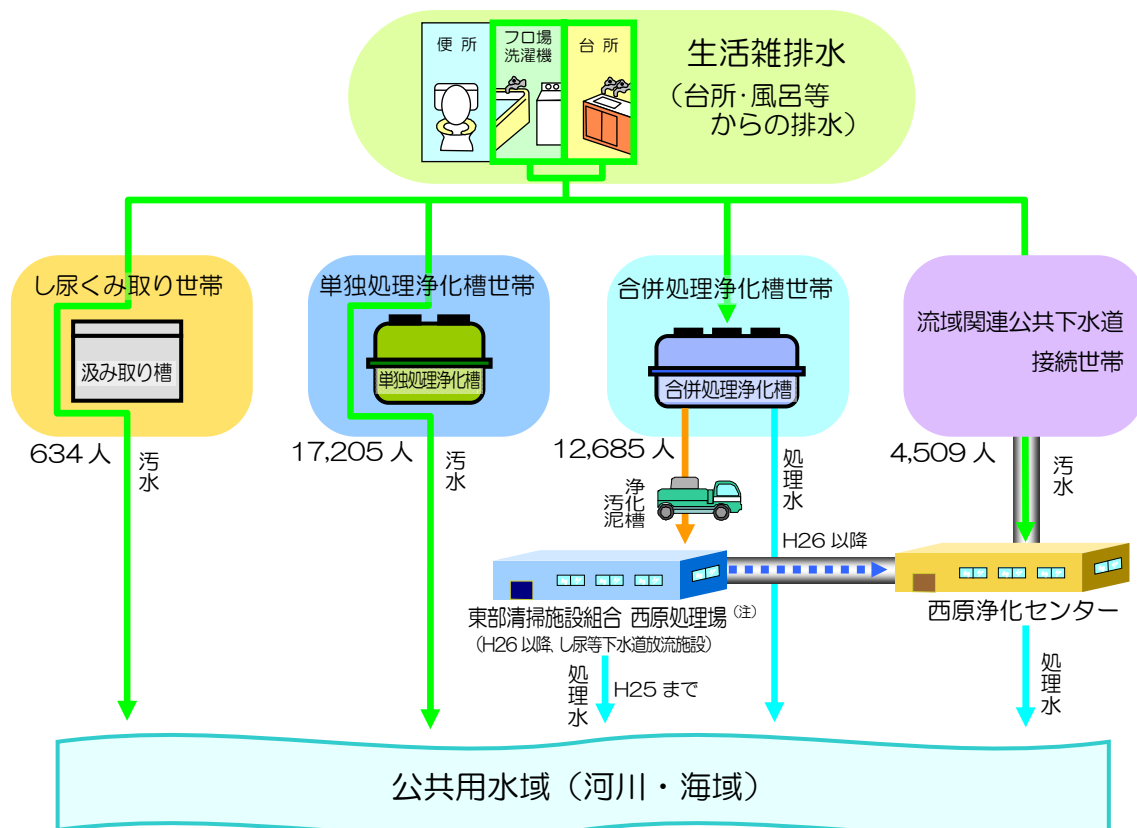 便 所
フロ場
洗濯機
台 所
生活雑排水
（台所･風呂等
からの排水）
し尿くみ取り世帯
汲み取り槽
634 人
汚水
単独処理浄化槽世帯
単独処理浄化槽
17,205 人
汚水
合併処理浄化槽世帯
合併処理浄化槽
12,685 人
浄化槽
汚泥
処理水
流域関連公共下水道
接続世帯
4,509 人
汚水
H26 以降
東部清掃施設組合 西原処理場 (注)
（H26 以降、し尿等下水道放流施設）
処理水
H25 まで
西原浄化センター
処理水
公共用水域（河川・海域）